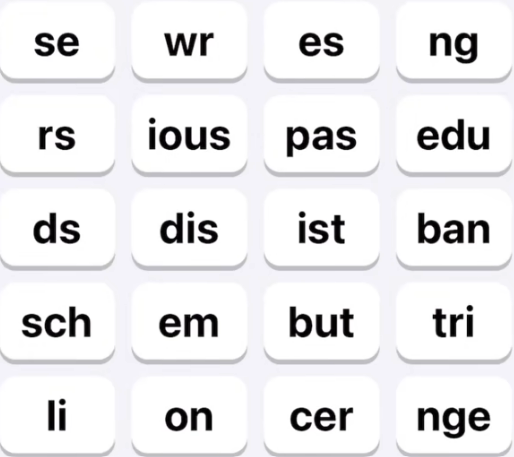 se wr es ng
rs ious pas edu
ds dis ist ban
sch em but tri
li on cer nge